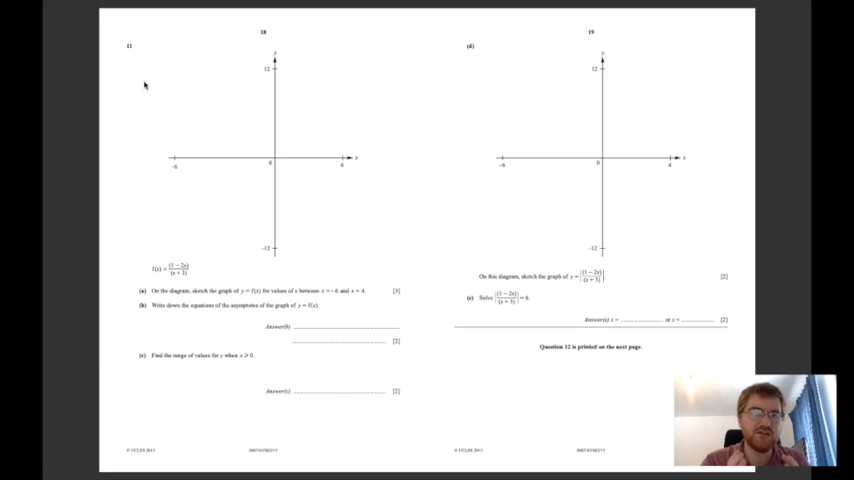 18
11
y
12
x
-6
0
4
-12
f(x) = (1 − 2x)
(x + 3)
(a) On the diagram, sketch the graph of y = f(x) for values of x between x = −6 and x = 4. [3]
(b) Write down the equations of the asymptotes of the graph of y = f(x).
Answer(b) ........................................
........................................ [2]
(c) Find the range of values for y when x ⩾ 0.
Answer(c) ........................................ [2]
© UCLES 2013
19
(d)
y
12
x
-6
0
4
-12
On this diagram, sketch the graph of y = |(1 − 2x)
(x + 3)| [2]
(e) Solve |(1 − 2x)
(x + 3)| = 4.
Answer(e) x = .................. or x = .................. [2]
Question 12 is printed on the next page.
© UCLES 2013